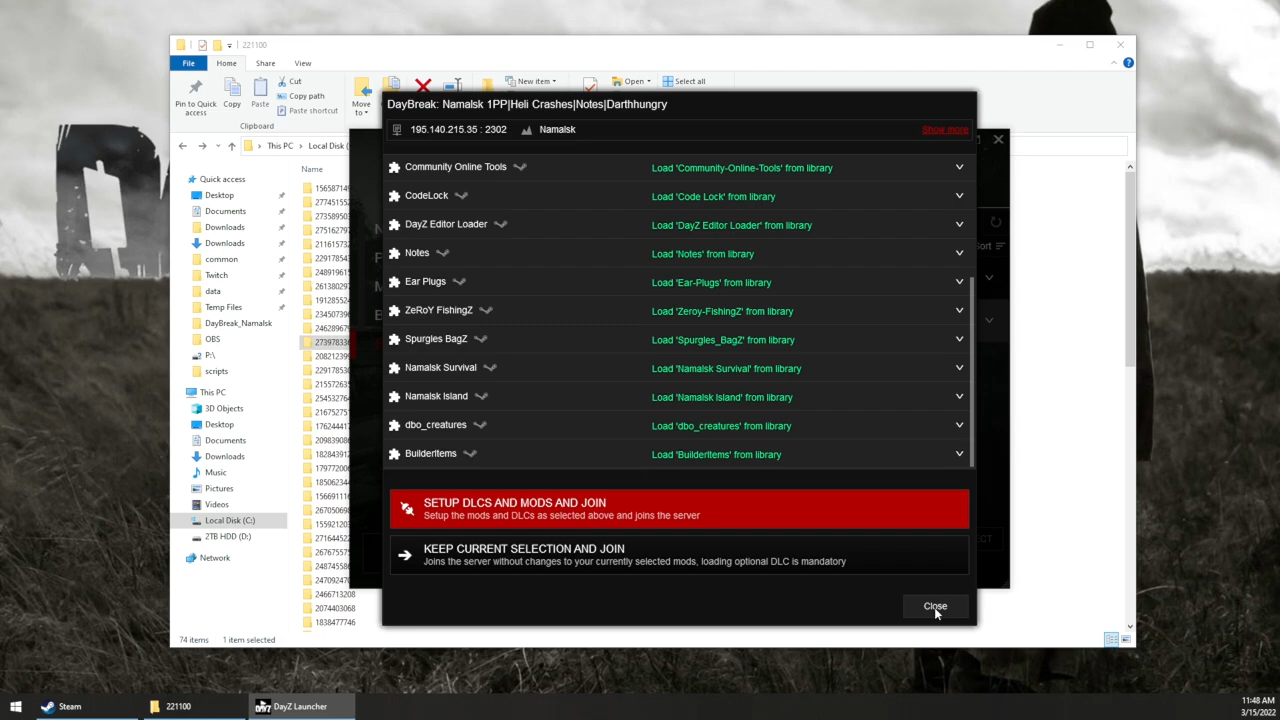 221100
File
Home
Share
View
Pin to Quick access
Copy
Paste
Cut
Copy path
Paste shortcut
Move to
New item
Open
Select all
Clipboard
This PC
Local Disk (
Name
Quick access
Desktop
Documents
Downloads
Downloads
common
Twitch
data
Temp Files
DayBreak_Namalsk
OBS
P:\
scripts
This PC
3D Objects
Desktop
Documents
Downloads
Music
Pictures
Videos
Local Disk (C:)
2TB HDD (D:)
Network
2466713208
2074403068
1838477746
74 items
1 item selected
DayBreak: Namalsk 1PP|Heli Crashes|Notes|Darthhungry
195.140.215.35 : 2302
Namalsk
Show more
Community Online Tools
Load 'Community-Online-Tools' from library
CodeLock
Load 'Code Lock' from library
DayZ Editor Loader
Load 'DayZ Editor Loader' from library
Notes
Load 'Notes' from library
Ear Plugs
Load 'Ear-Plugs' from library
ZeRoY FishingZ
Load 'Zeroy-FishingZ' from library
Spurgles BagZ
Load 'Spurgles_BagZ' from library
Namalsk Survival
Load 'Namalsk Survival' from library
Namalsk Island
Load 'Namalsk Island' from library
dbo_creatures
Load 'dbo_creatures' from library
BuilderItems
Load 'BuilderItems' from library
SETUP DLCS AND MODS AND JOIN
Setup the mods and DLCs as selected above and joins the server
KEEP CURRENT SELECTION AND JOIN
Joins the server without changes to your currently selected mods, loading optional DLC is mandatory
Close
Steam
221100
DayZ Launcher
11:48 AM
3/15/2022